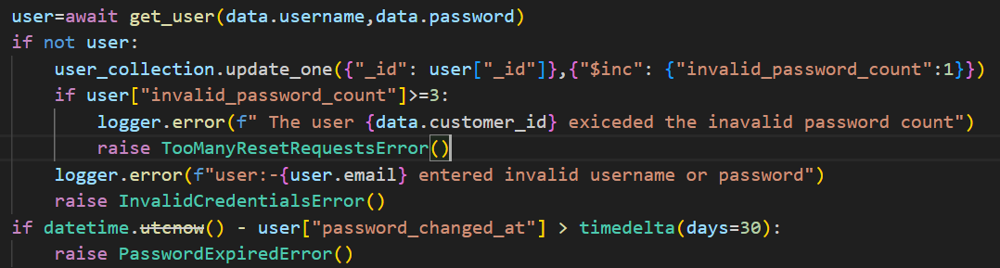 user=await get_user(data.username,data.password)
if not user:
    user_collection.update_one({"_id": user["_id"]},{"$inc": {"invalid_password_count":1}})
    if user["invalid_password_count"]>=3:
        logger.error(f" The user {data.customer_id} exiceded the inavalid password count")
        raise TooManyResetRequestsError()
    logger.error(f"user:-{user.email} entered invalid username or password")
    raise InvalidCredentialsError()
if datetime.utcnow() - user["password_changed_at"] > timedelta(days=30):
    raise PasswordExpiredError()